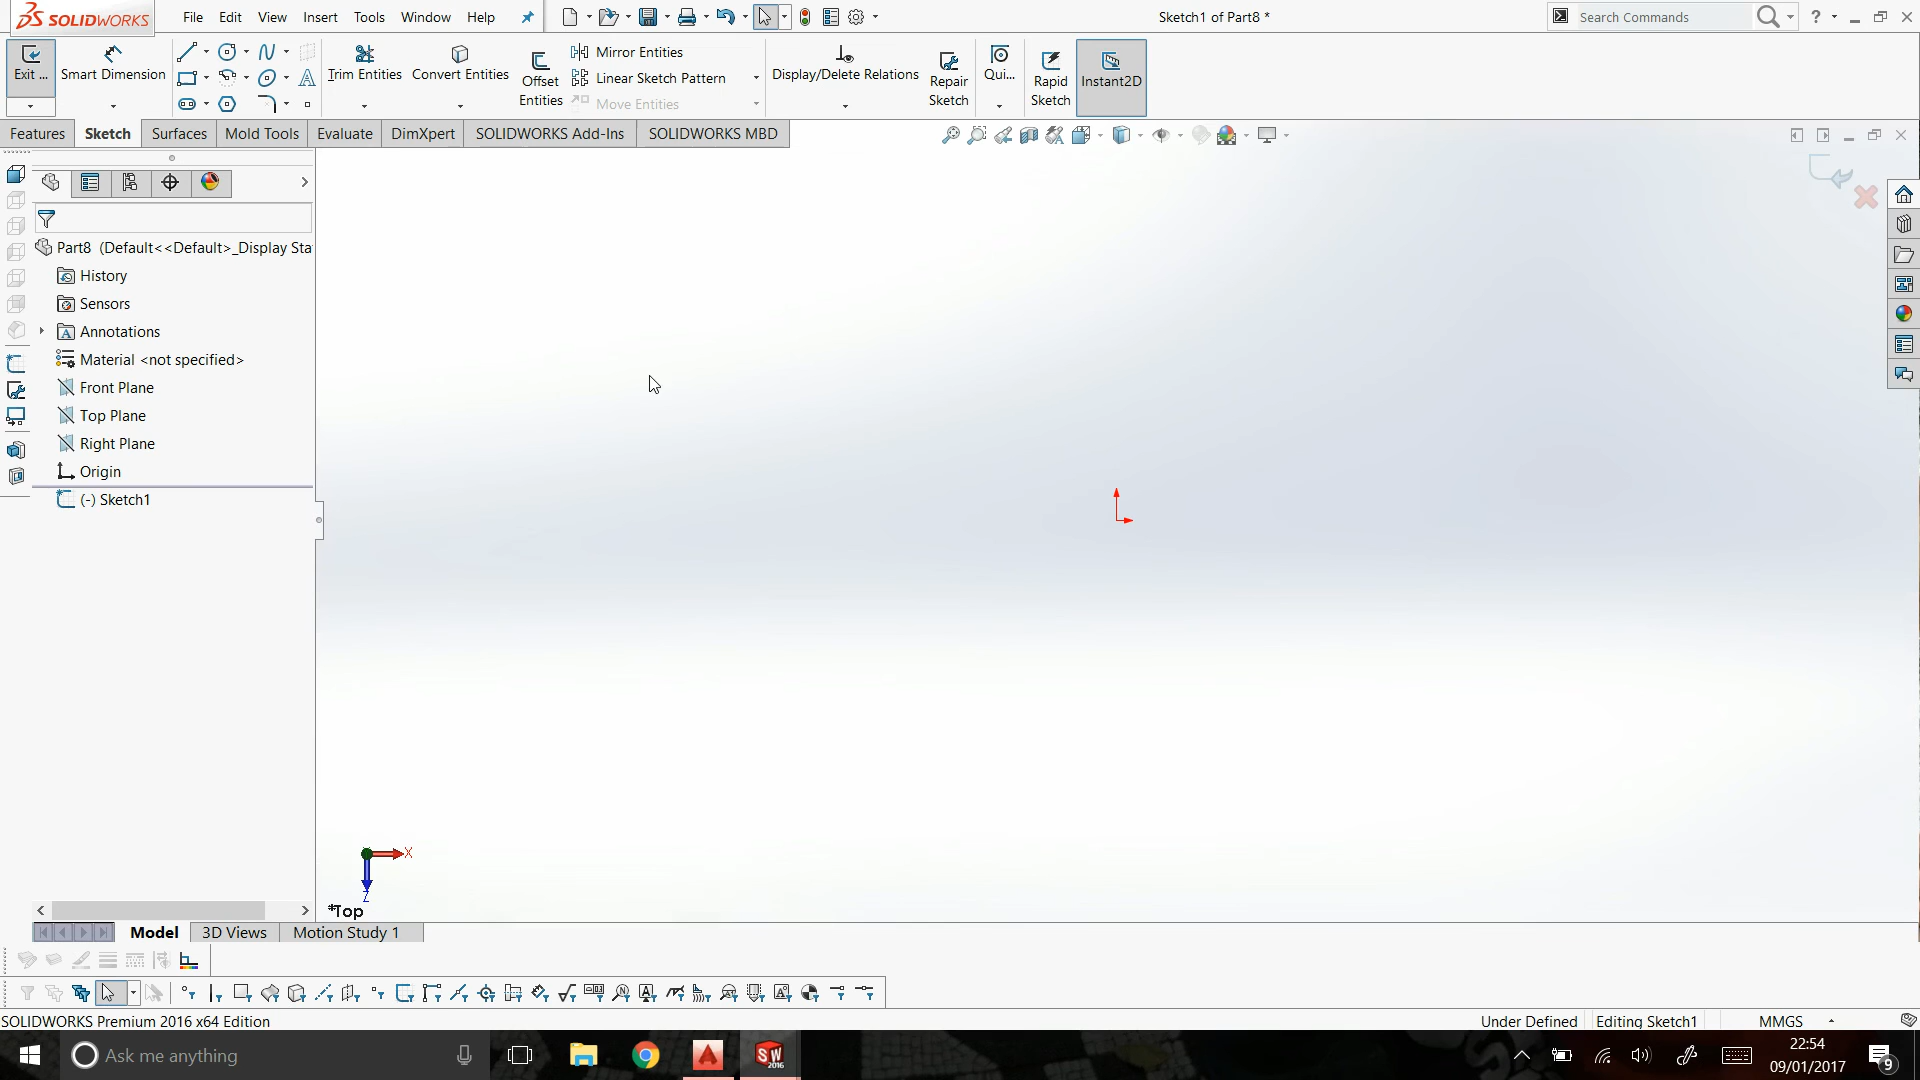 SOLIDWORKS File Edit View Insert Tools Window Help Sketch1 of Part8 * Search Commands ?
Exit ... Smart Dimension Trim Entities Convert Entities Offset Entities Mirror Entities
Linear Sketch Pattern
Move Entities
Display/Delete Relations Repair Sketch Qui... Rapid Sketch Instant2D
Features Sketch Surfaces Mold Tools Evaluate DimXpert SOLIDWORKS Add-Ins SOLIDWORKS MBD
Part8 (Default<<Default>_Display Sta
History
Sensors
Annotations
Material <not specified>
Front Plane
Top Plane
Right Plane
Origin
(-) Sketch1
X
Z
*Top
Model 3D Views Motion Study 1
SOLIDWORKS Premium 2016 x64 Edition Under Defined Editing Sketch1 MMGS
Ask me anything SW 2016 22:54
09/01/2017 9